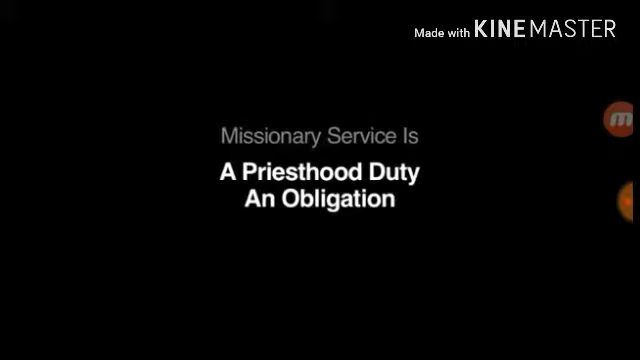 Made with KINEMASTER
Missionary Service Is
A Priesthood Duty
An Obligation